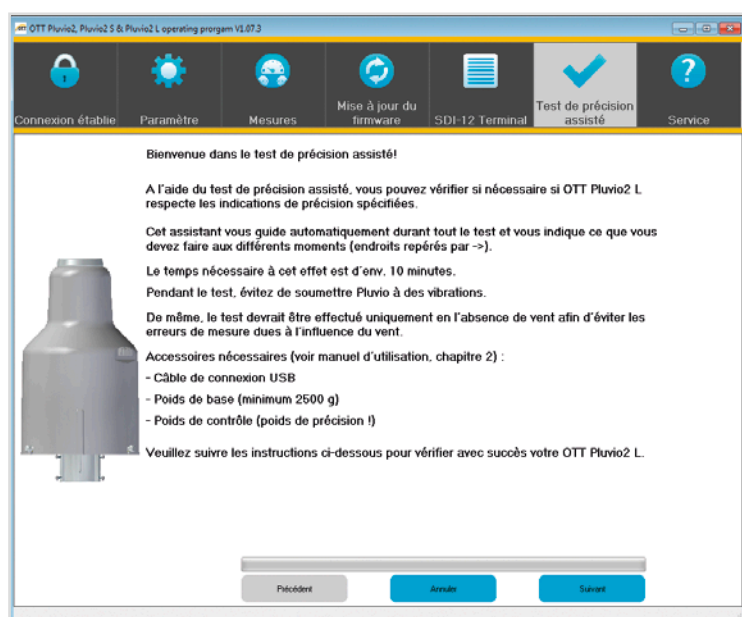 OTT Pluvio2, Pluvio2 S & Pluvio2 L operating prorgam V1.07.3
Connexion établie
Paramètre
Mesures
Mise à jour du
firmware
SDI-12 Terminal
Test de précision
assisté
Service
Bienvenue dans le test de précision assisté!
A l'aide du test de précision assisté, vous pouvez vérifier si nécessaire si OTT Pluvio2 L
respecte les indications de précision spécifiées.
Cet assistant vous guide automatiquement durant tout le test et vous indique ce que vous
devez faire aux différents moments (endroits repérés par ->).
Le temps nécessaire à cet effet est d'env. 10 minutes.
Pendant le test, évitez de soumettre Pluvio à des vibrations.
De même, le test devrait être effectué uniquement en l'absence de vent afin d'éviter les
erreurs de mesure dues à l'influence du vent.
Accessoires nécessaires (voir manuel d'utilisation, chapitre 2) :
- Câble de connexion USB
- Poids de base (minimum 2500 g)
- Poids de contrôle (poids de précision !)
Veuillez suivre les instructions ci-dessous pour vérifier avec succès votre OTT Pluvio2 L.
Précédent
Annuler
Suivant